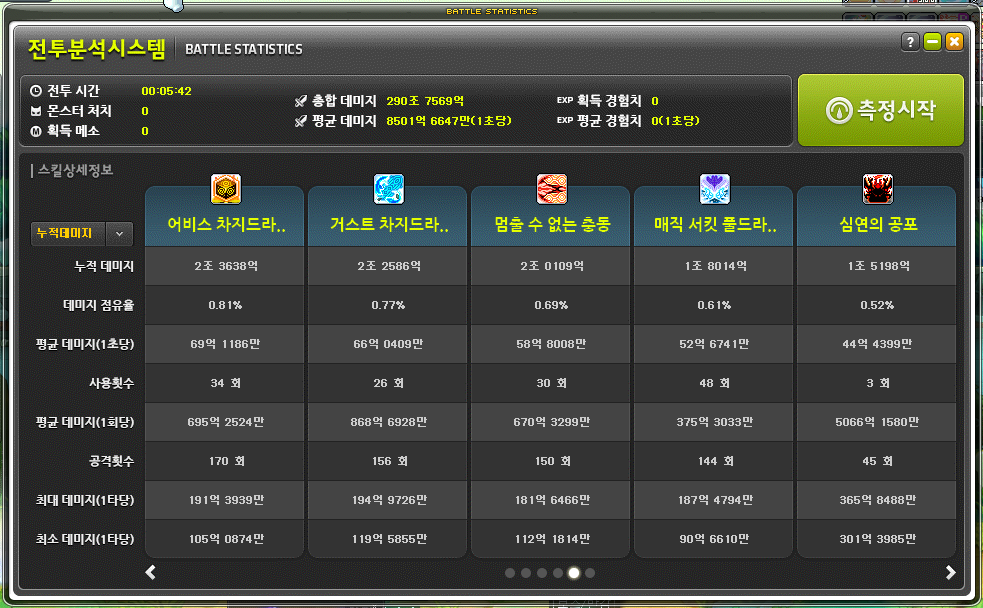 BATTLE STATISTICS
전투분석시스템 BATTLE STATISTICS ?
전투 시간 00:05:42
몬스터 처치 0
획득 메소 0
총합 데미지 290조 7569억
평균 데미지 8501억 6647만(1초당)
EXP 획득 경험치 0
EXP 평균 경험치 0(1초당)
측정시작
스킬상세정보
누적데미지 어비스 차지드라.. 거스트 차지드라.. 멈출 수 없는 충동 매직 서킷 풀드라.. 심연의 공포
누적 데미지 2조 3638억 2조 2586억 2조 0109억 1조 8014억 1조 5198억
데미지 점유율 0.81% 0.77% 0.69% 0.61% 0.52%
평균 데미지(1초당) 69억 1186만 66억 0409만 58억 8008만 52억 6741만 44억 4399만
사용횟수 34 회 26 회 30 회 48 회 3 회
평균 데미지(1회당) 695억 2524만 868억 6928만 670억 3299만 375억 3033만 5066억 1580만
공격횟수 170 회 156 회 150 회 144 회 45 회
최대 데미지(1타당) 191억 3939만 194억 9726만 181억 6466만 187억 4794만 365억 8488만
최소 데미지(1타당) 105억 0874만 119억 5855만 112억 1814만 90억 6610만 301억 3985만